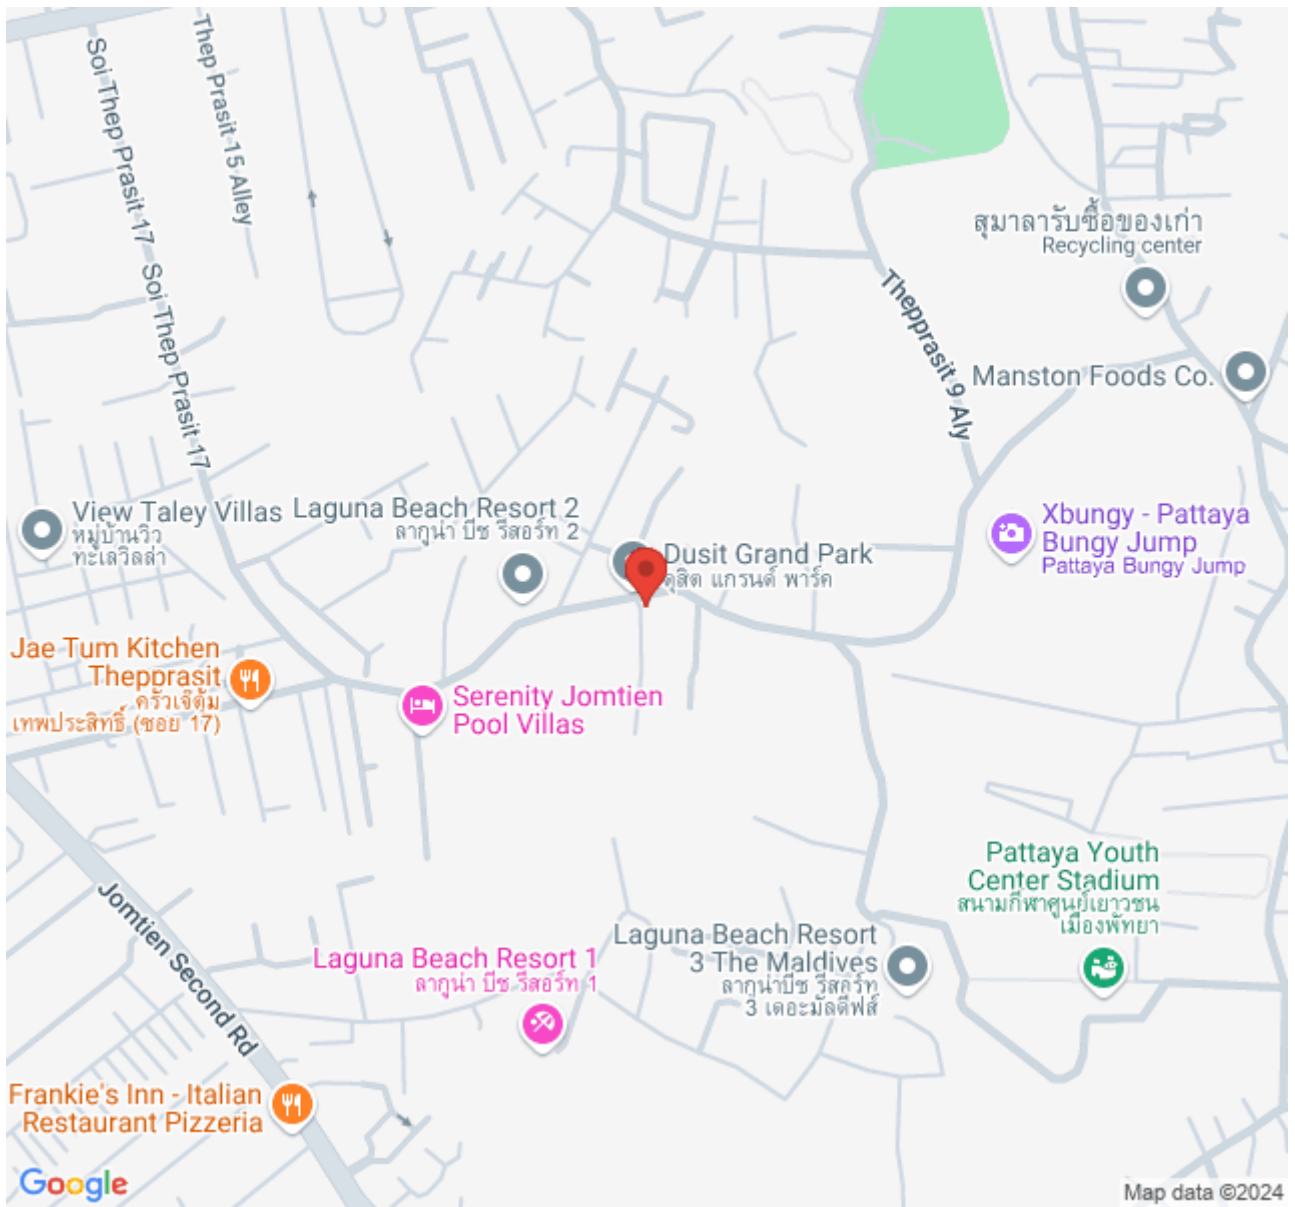 Soi Thep Prasit 17
Thep Prasit 15 Alley
Soi Thep Prasit 17
สุมาลารับซื้อของเก่า
Recycling center
Thepprasit 9 Aly
Manston Foods Co.
View Taley Villas
หมู่บ้านวิว
ทะเลวิลล่า
Laguna Beach Resort 2
ลากูน่า บีช รีสอร์ท 2
Dusit Grand Park
ดุสิต แกรนด์ พาร์ค
Xbungy - Pattaya
Bungy Jump
Pattaya Bungy Jump
Jae Tum Kitchen
Thepprasit
ครัวเจ๊ตุ้ม
เทพประสิทธิ์ (ซอย 17)
Serenity Jomtien
Pool Villas
Pattaya Youth
Center Stadium
สนามกีฬาศูนย์เยาวชน
เมืองพัทยา
Jomtien Second Rd
Laguna Beach Resort 1
ลากูน่า บีช รีสอร์ท 1
Laguna Beach Resort
3 The Maldives
ลากูน่าบีช รีสอร์ท
3 เดอะมัลดีฟส์
Frankie's Inn - Italian
Restaurant Pizzeria
Google
Map data ©2024